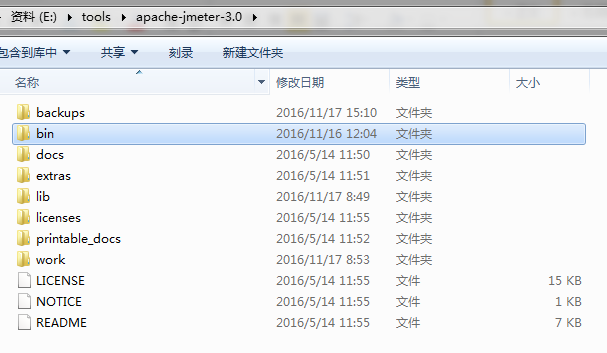 资料 (E:) ▸ tools ▸ apache-jmeter-3.0 ▸
包含到库中 共享 刻录 新建文件夹
名称 修改日期 类型 大小
backups 2016/11/17 15:10 文件夹
bin 2016/11/16 12:04 文件夹
docs 2016/5/14 11:50 文件夹
extras 2016/5/14 11:51 文件夹
lib 2016/11/17 8:49 文件夹
licenses 2016/5/14 11:55 文件夹
printable_docs 2016/5/14 11:52 文件夹
work 2016/11/17 8:53 文件夹
LICENSE 2016/5/14 11:55 文件 15 KB
NOTICE 2016/5/14 11:55 文件 1 KB
README 2016/5/14 11:55 文件 7 KB